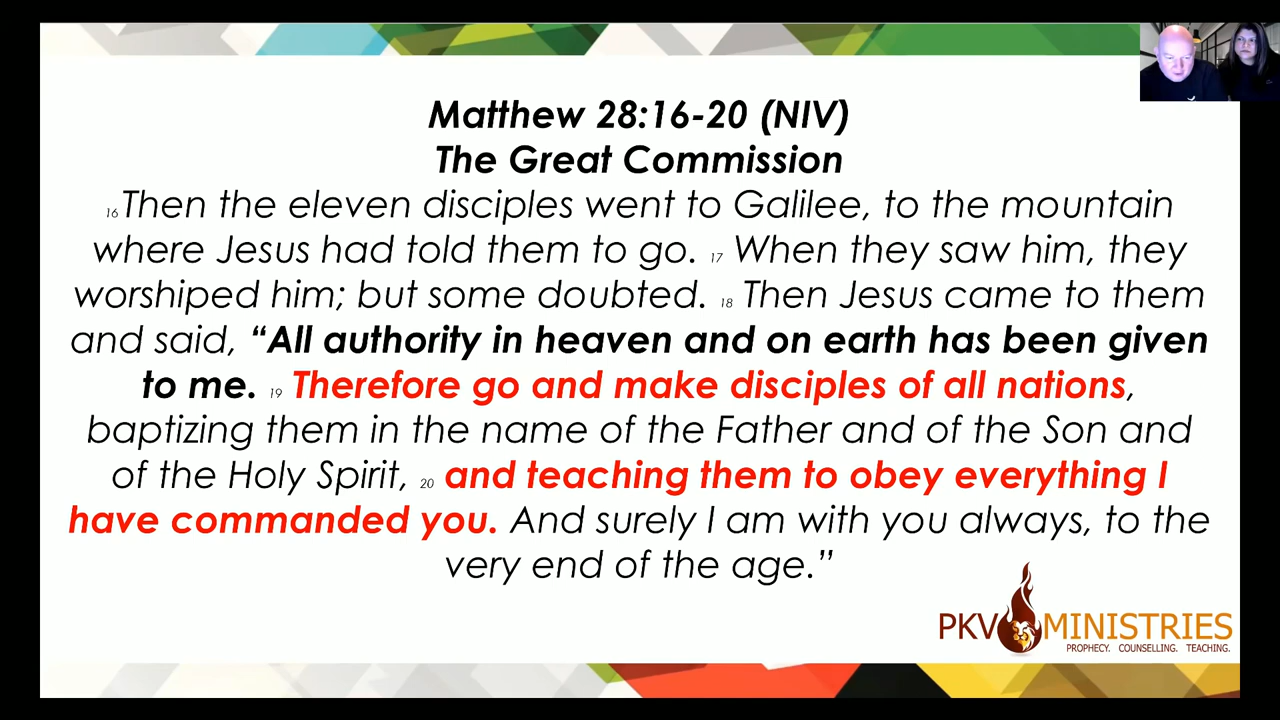 Matthew 28:16-20 (NIV)
The Great Commission
16 Then the eleven disciples went to Galilee, to the mountain
where Jesus had told them to go. 17 When they saw him, they
worshiped him; but some doubted. 18 Then Jesus came to them
and said, “All authority in heaven and on earth has been given
to me. 19 Therefore go and make disciples of all nations,
baptizing them in the name of the Father and of the Son and
of the Holy Spirit, 20 and teaching them to obey everything I
have commanded you. And surely I am with you always, to the
very end of the age.”
PKV MINISTRIES
PROPHECY. COUNSELLING. TEACHING.